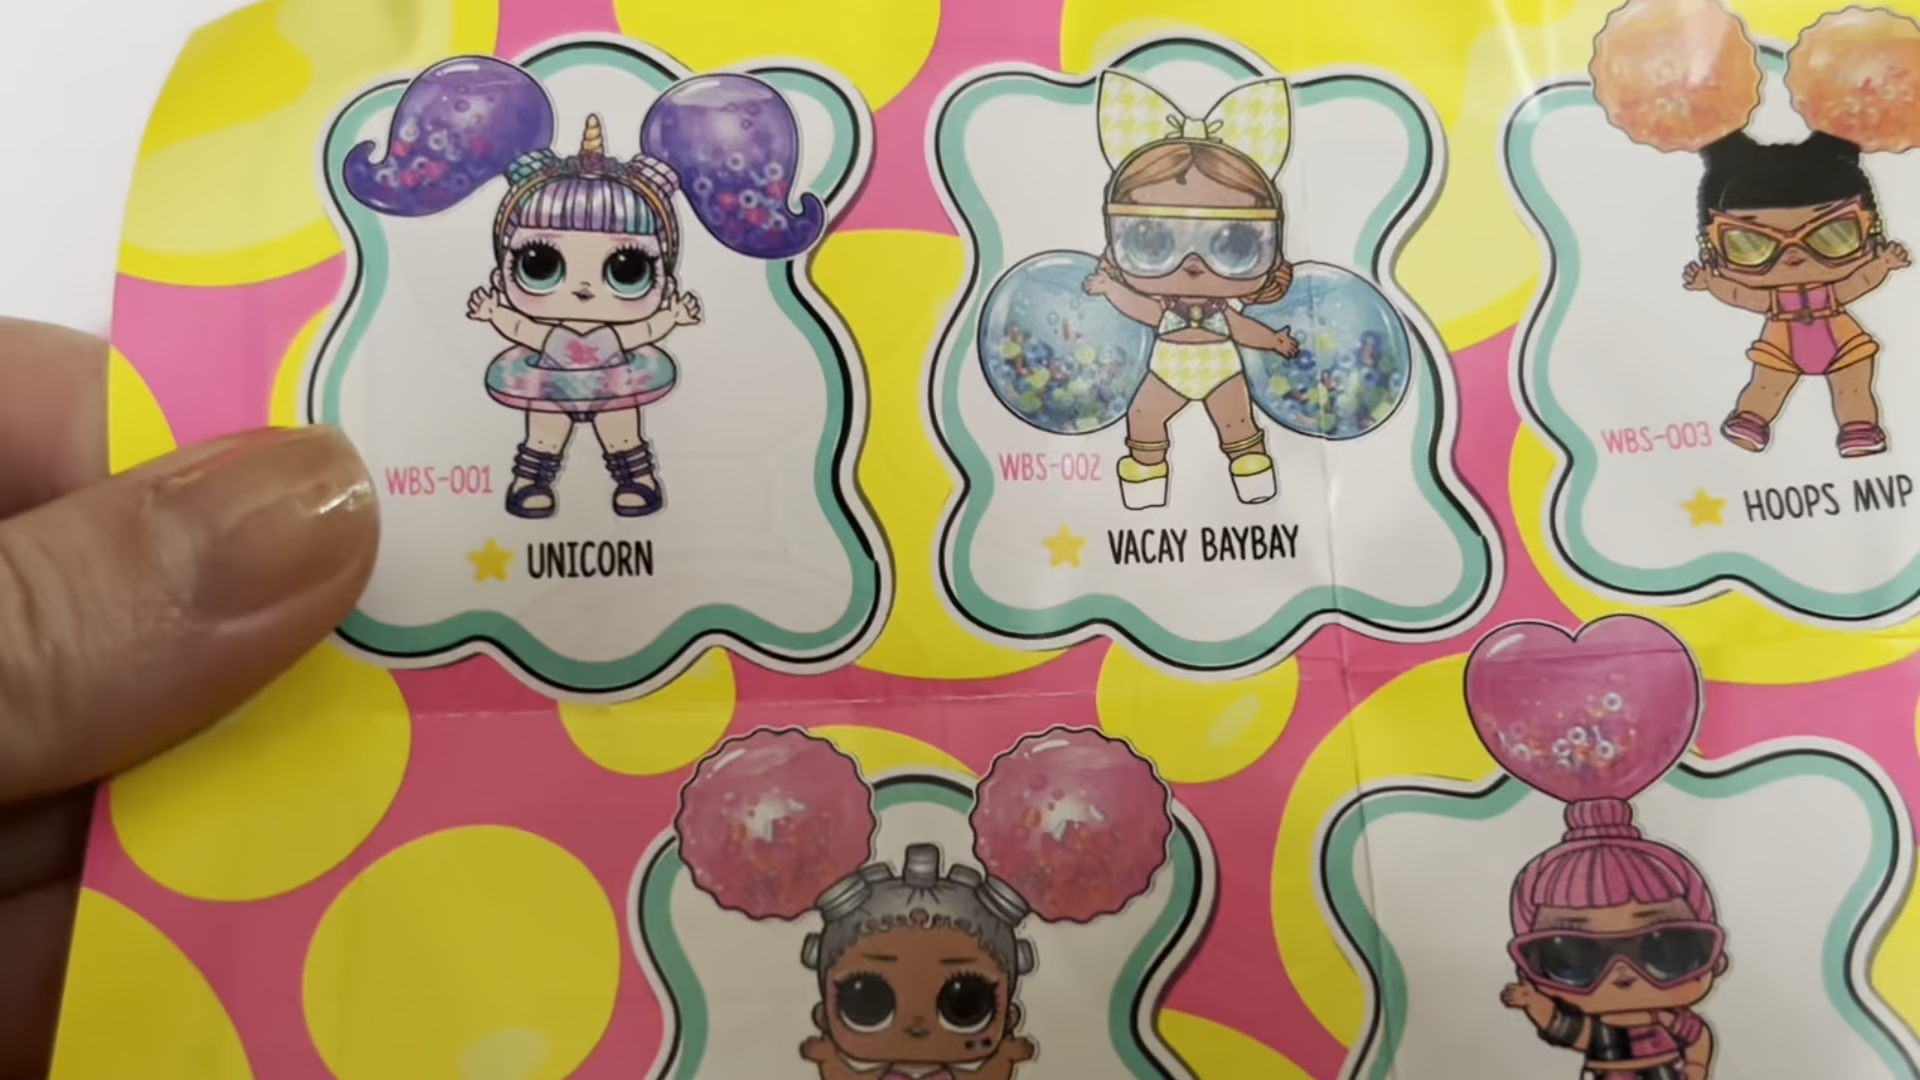 WBS-001
UNICORN
WBS-002
VACAY BAYBAY
WBS-003
HOOPS MVP